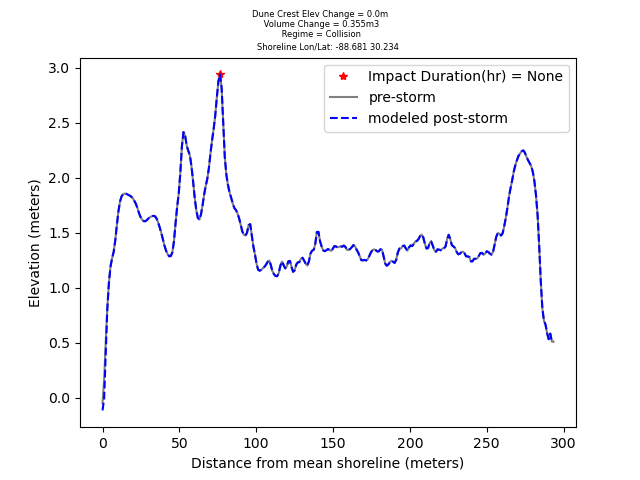 Dune Crest Elev Change = 0.0m
Volume Change = 0.355m3
Regime = Collision
Shoreline Lon/Lat: -88.681 30.234
Impact Duration(hr) = None
pre-storm
modeled post-storm
Elevation (meters)
3.0
2.5
2.0
1.5
1.0
0.5
0.0
0
50
100
150
200
250
300
Distance from mean shoreline (meters)